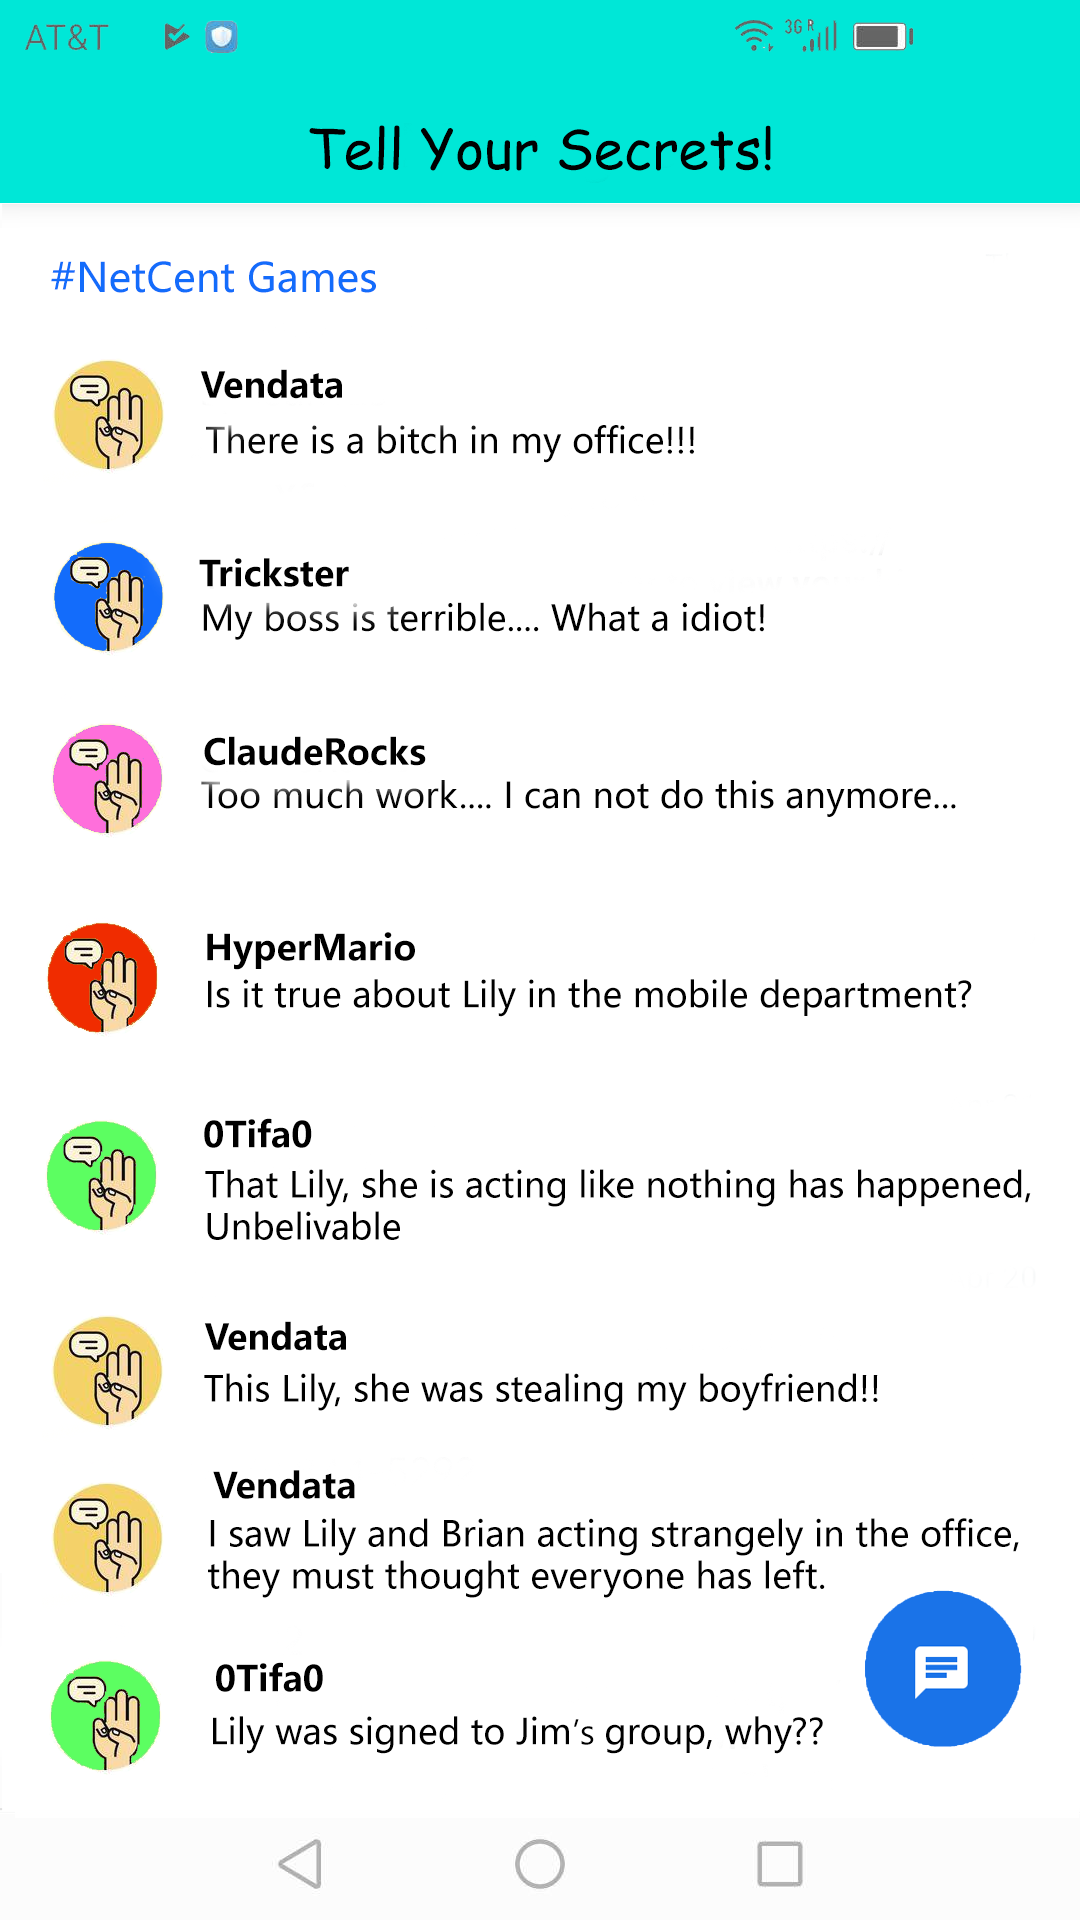 AT&T
3G R
Tell Your Secrets!
#NetCent Games
Vendata
There is a bitch in my office!!!
Trickster
My boss is terrible.... What a idiot!
ClaudeRocks
Too much work.... I can not do this anymore...
HyperMario
Is it true about Lily in the mobile department?
0Tifa0
That Lily, she is acting like nothing has happened,
Unbelivable
Vendata
This Lily, she was stealing my boyfriend!!
Vendata
I saw Lily and Brian acting strangely in the office,
they must thought everyone has left.
0Tifa0
Lily was signed to Jim's group, why??